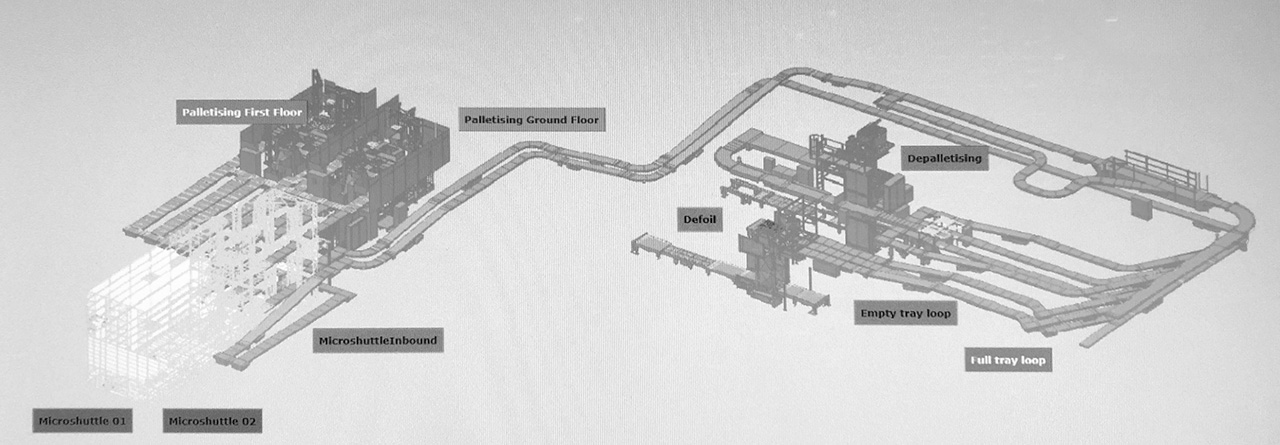 Palletising First Floor
Palletising Ground Floor
Depalletising
Defoil
Empty tray loop
MicroshuttleInbound
Full tray loop
Microshuttle 01
Microshuttle 02